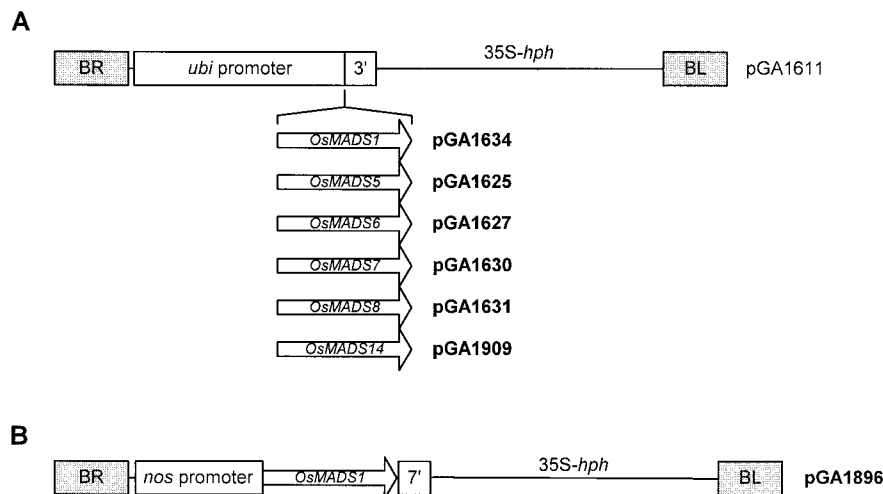 A
BR ubi promoter 3' 35S-hph BL pGA1611
OsMADS1 pGA1634
OsMADS5 pGA1625
OsMADS6 pGA1627
OsMADS7 pGA1630
OsMADS8 pGA1631
OsMADS14 pGA1909
B
BR nos promoter OsMADS1 7' 35S-hph BL pGA1896